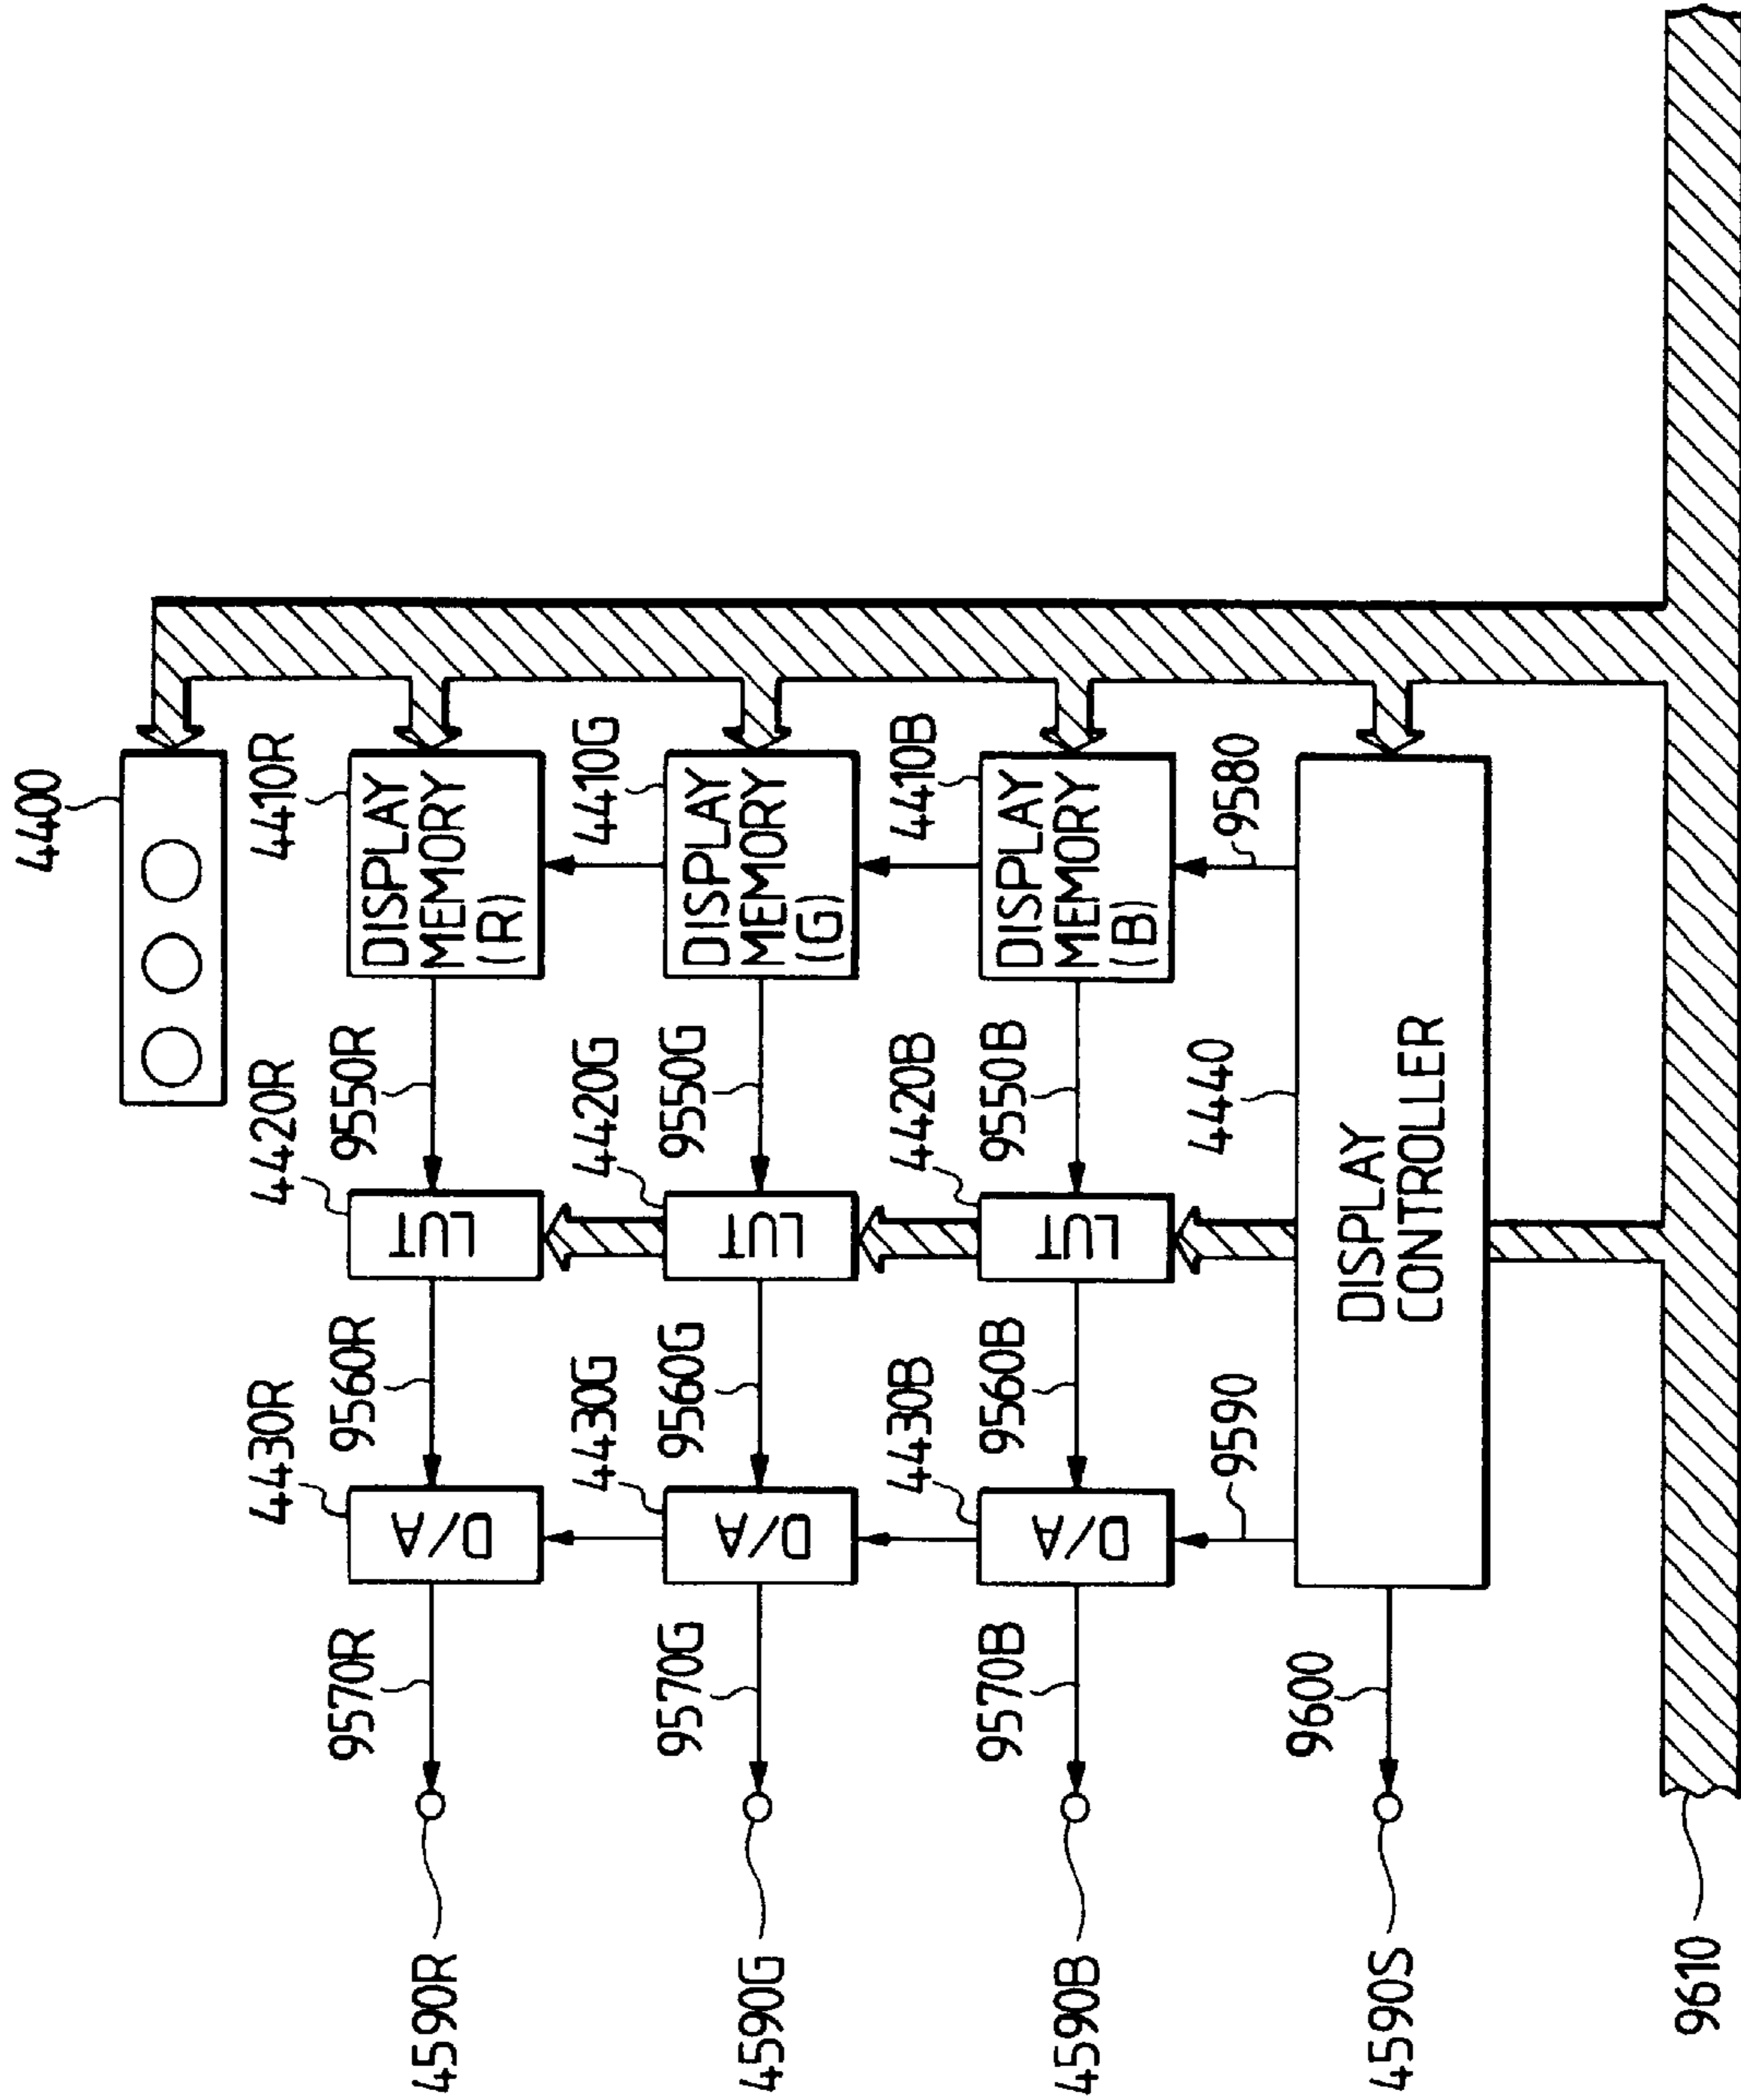 4400
4430R
4420R
4410R
9570R
9560R
9550R
4590R
D/A
LUT
DISPLAY
MEMORY
(R)
4430G
4420G
4410G
9570G
9560G
9550G
4590G
D/A
LUT
DISPLAY
MEMORY
(G)
4430B
4420B
4410B
9570B
9560B
9550B
4590B
D/A
LUT
DISPLAY
MEMORY
(B)
9590
4440
9580
9600
4590S
DISPLAY
CONTROLLER
9610